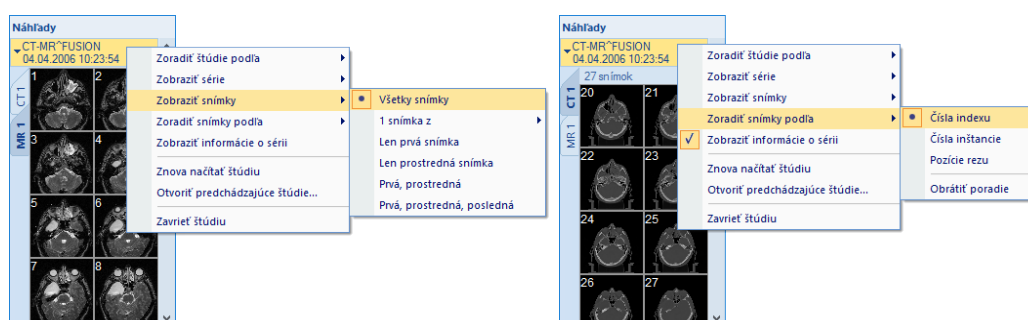 Náhľady
CT-MR^FUSION
04.04.2006 10:23:54
CT 1
MR 1
1
2
3
4
5
6
7
8
Zoradiť štúdie podľa
Zobraziť série
Zobraziť snímky
Zoradiť snímky podľa
Zobraziť informácie o sérii
Znova načítať štúdiu
Otvoriť predchádzajúce štúdie...
Zavrieť štúdiu
Všetky snímky
1 snímka z
Len prvá snímka
Len prostredná snímka
Prvá, prostredná
Prvá, prostredná, posledná
Náhľady
CT-MR^FUSION
04.04.2006 10:23:54
27 snímok
CT 1
MR 1
20
21
22
23
24
25
26
27
Zoradiť štúdie podľa
Zobraziť série
Zobraziť snímky
Zoradiť snímky podľa
Zobraziť informácie o sérii
Znova načítať štúdiu
Otvoriť predchádzajúce štúdie...
Zavrieť štúdiu
Čísla indexu
Čísla inštancie
Pozície rezu
Obrátiť poradie